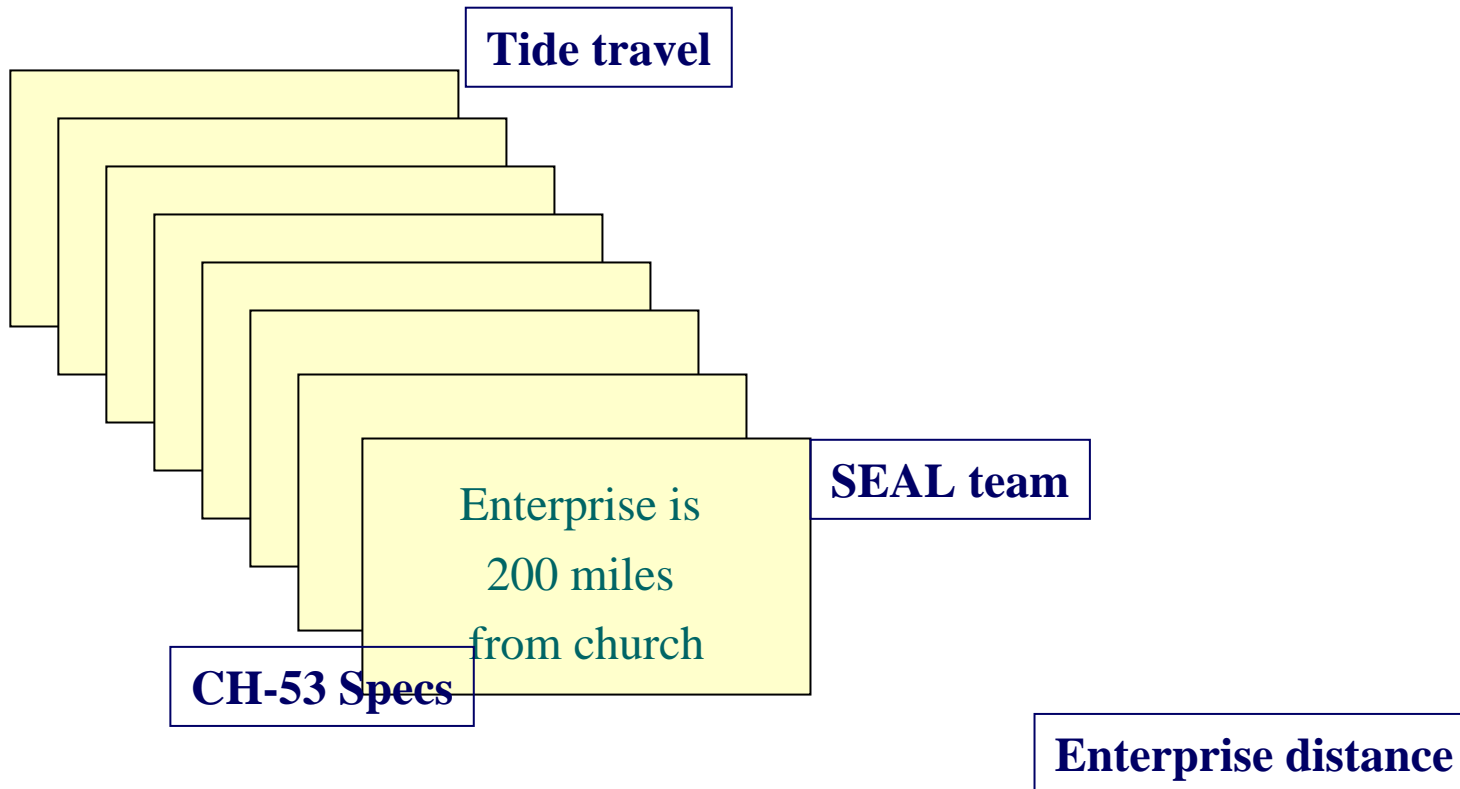 Tide travel
SEAL team
Enterprise is
200 miles
from church
CH-53 Specs
Enterprise distance